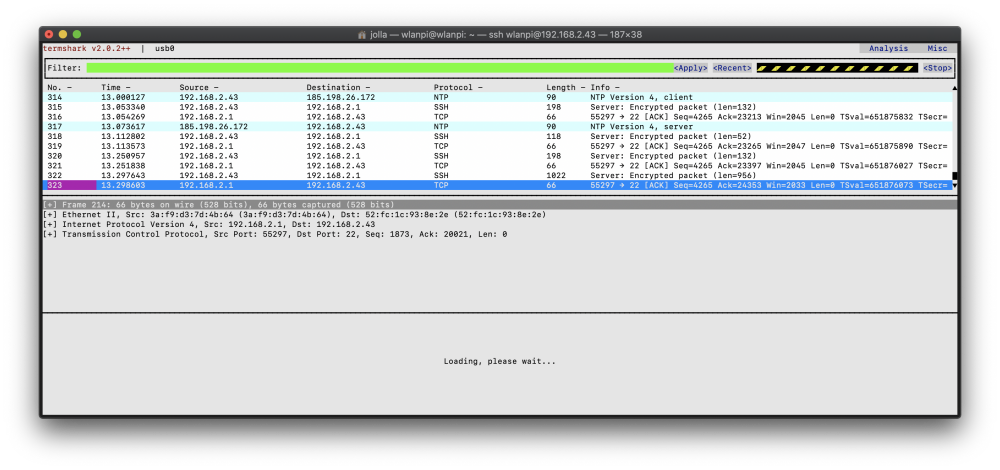 jolla — wlanpi@wlanpi: ~ — ssh wlanpi@192.168.2.43 — 187×38
termshark v2.0.2++ | usb0 Analysis Misc
Filter: <Apply> <Recent> <Stop>
No. - Time - Source - Destination - Protocol - Length - Info -
314 13.000127 192.168.2.43 185.198.26.172 NTP 90 NTP Version 4, client
315 13.053340 192.168.2.43 192.168.2.1 SSH 198 Server: Encrypted packet (len=132)
316 13.054269 192.168.2.1 192.168.2.43 TCP 66 55297 → 22 [ACK] Seq=4265 Ack=23213 Win=2045 Len=0 TSval=651875832 TSecr=
317 13.073617 185.198.26.172 192.168.2.43 NTP 90 NTP Version 4, server
318 13.112802 192.168.2.43 192.168.2.1 SSH 118 Server: Encrypted packet (len=52)
319 13.113573 192.168.2.1 192.168.2.43 TCP 66 55297 → 22 [ACK] Seq=4265 Ack=23265 Win=2047 Len=0 TSval=651875890 TSecr=
320 13.250957 192.168.2.43 192.168.2.1 SSH 198 Server: Encrypted packet (len=132)
321 13.251838 192.168.2.1 192.168.2.43 TCP 66 55297 → 22 [ACK] Seq=4265 Ack=23397 Win=2045 Len=0 TSval=651876027 TSecr=
322 13.297643 192.168.2.43 192.168.2.1 SSH 1022 Server: Encrypted packet (len=956)
323 13.298603 192.168.2.1 192.168.2.43 TCP 66 55297 → 22 [ACK] Seq=4265 Ack=24353 Win=2033 Len=0 TSval=651876073 TSecr=
[+] Frame 214: 66 bytes on wire (528 bits), 66 bytes captured (528 bits)
[+] Ethernet II, Src: 3a:f9:d3:7d:4b:64 (3a:f9:d3:7d:4b:64), Dst: 52:fc:1c:93:8e:2e (52:fc:1c:93:8e:2e)
[+] Internet Protocol Version 4, Src: 192.168.2.1, Dst: 192.168.2.43
[+] Transmission Control Protocol, Src Port: 55297, Dst Port: 22, Seq: 1873, Ack: 20021, Len: 0
Loading, please wait...